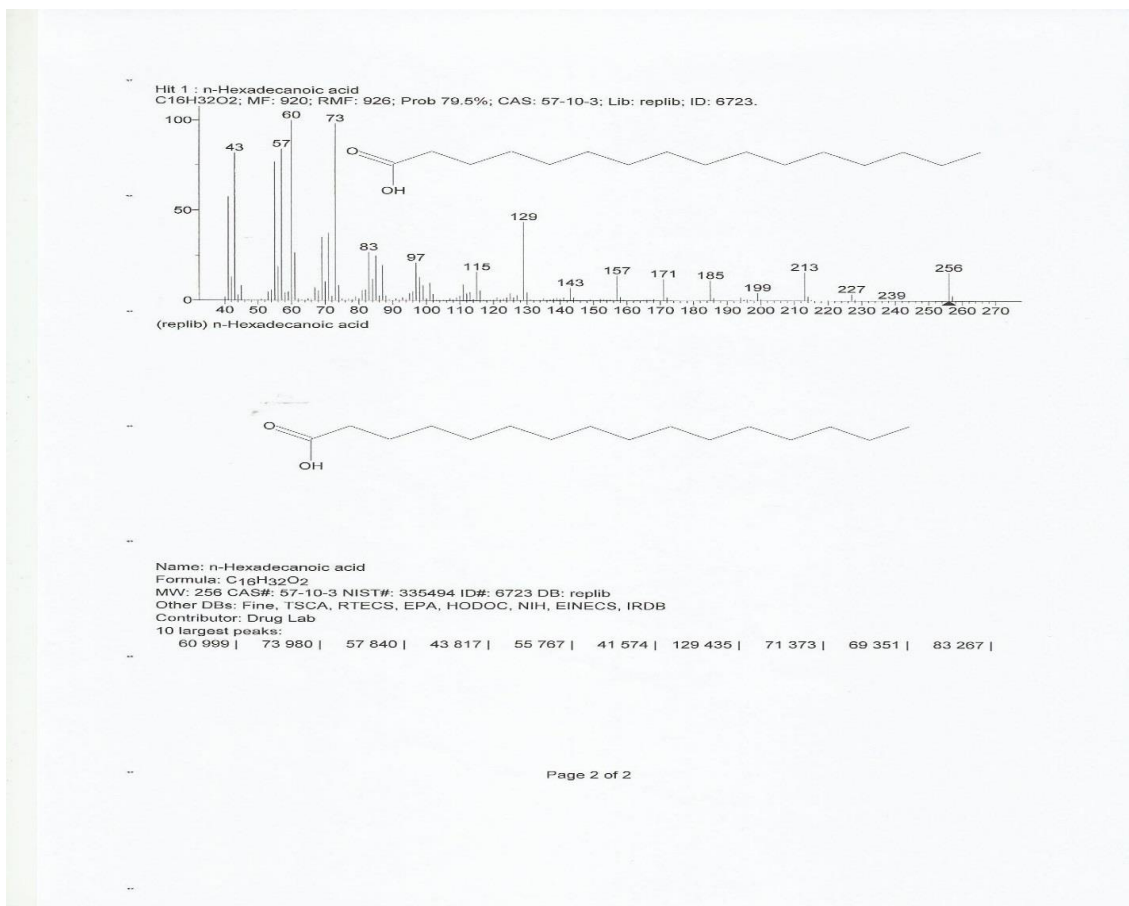 Hit 1 : n-Hexadecanoic acid
C16H32O2; MF: 920; RMF: 926; Prob 79.5%; CAS: 57-10-3; Lib: replib; ID: 6723.
100
50
0
43
57
60
73
83
97
115
129
143
157
171
185
199
213
227
239
256
O
OH
40 50 60 70 80 90 100 110 120 130 140 150 160 170 180 190 200 210 220 230 240 250 260 270
(replib) n-Hexadecanoic acid
O
OH
Name: n-Hexadecanoic acid
Formula: C16H32O2
MW: 256 CAS#: 57-10-3 NIST#: 335494 ID#: 6723 DB: replib
Other DBs: Fine, TSCA, RTECS, EPA, HODOC, NIH, EINECS, IRDB
Contributor: Drug Lab
10 largest peaks:
60 999 | 73 980 | 57 840 | 43 817 | 55 767 | 41 574 | 129 435 | 71 373 | 69 351 | 83 267 |
Page 2 of 2